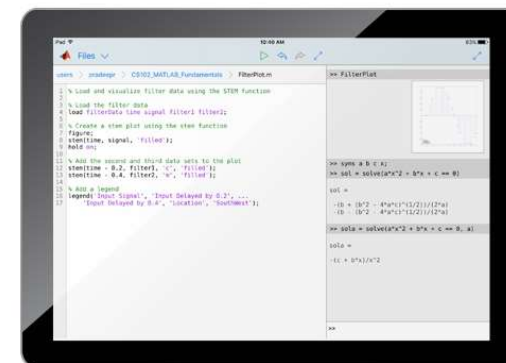 iPad
10:40 AM
83%
Files
users > pradeepr > CS102_MATLAB_Fundamentals > FilterPlot.m
1 % Load and visualize filter data using the STEM function
2
3 % Load the filter data
4 load filterData time signal filter1 filter2;
5
6 % Create a stem plot using the stem function
7 figure;
8 stem(time, signal, 'filled');
9 hold on;
10
11 % Add the second and third data sets to the plot
12 stem(time - 0.2, filter1, 'c', 'filled');
13 stem(time - 0.4, filter2, 'm', 'filled');
14
15 % Add a legend
16 legend('Input Signal', 'Input Delayed by 0.2', ...
17 'Input Delayed by 0.4', 'Location', 'SouthWest');
>> FilterPlot
>> syms a b c x;
>> sol = solve(a*x^2 + b*x + c == 0)
sol =
-(b + (b^2 - 4*a*c)^(1/2))/(2*a)
-(b - (b^2 - 4*a*c)^(1/2))/(2*a)
>> sola = solve(a*x^2 + b*x + c == 0, a)
sola =
-(c + b*x)/x^2
>>